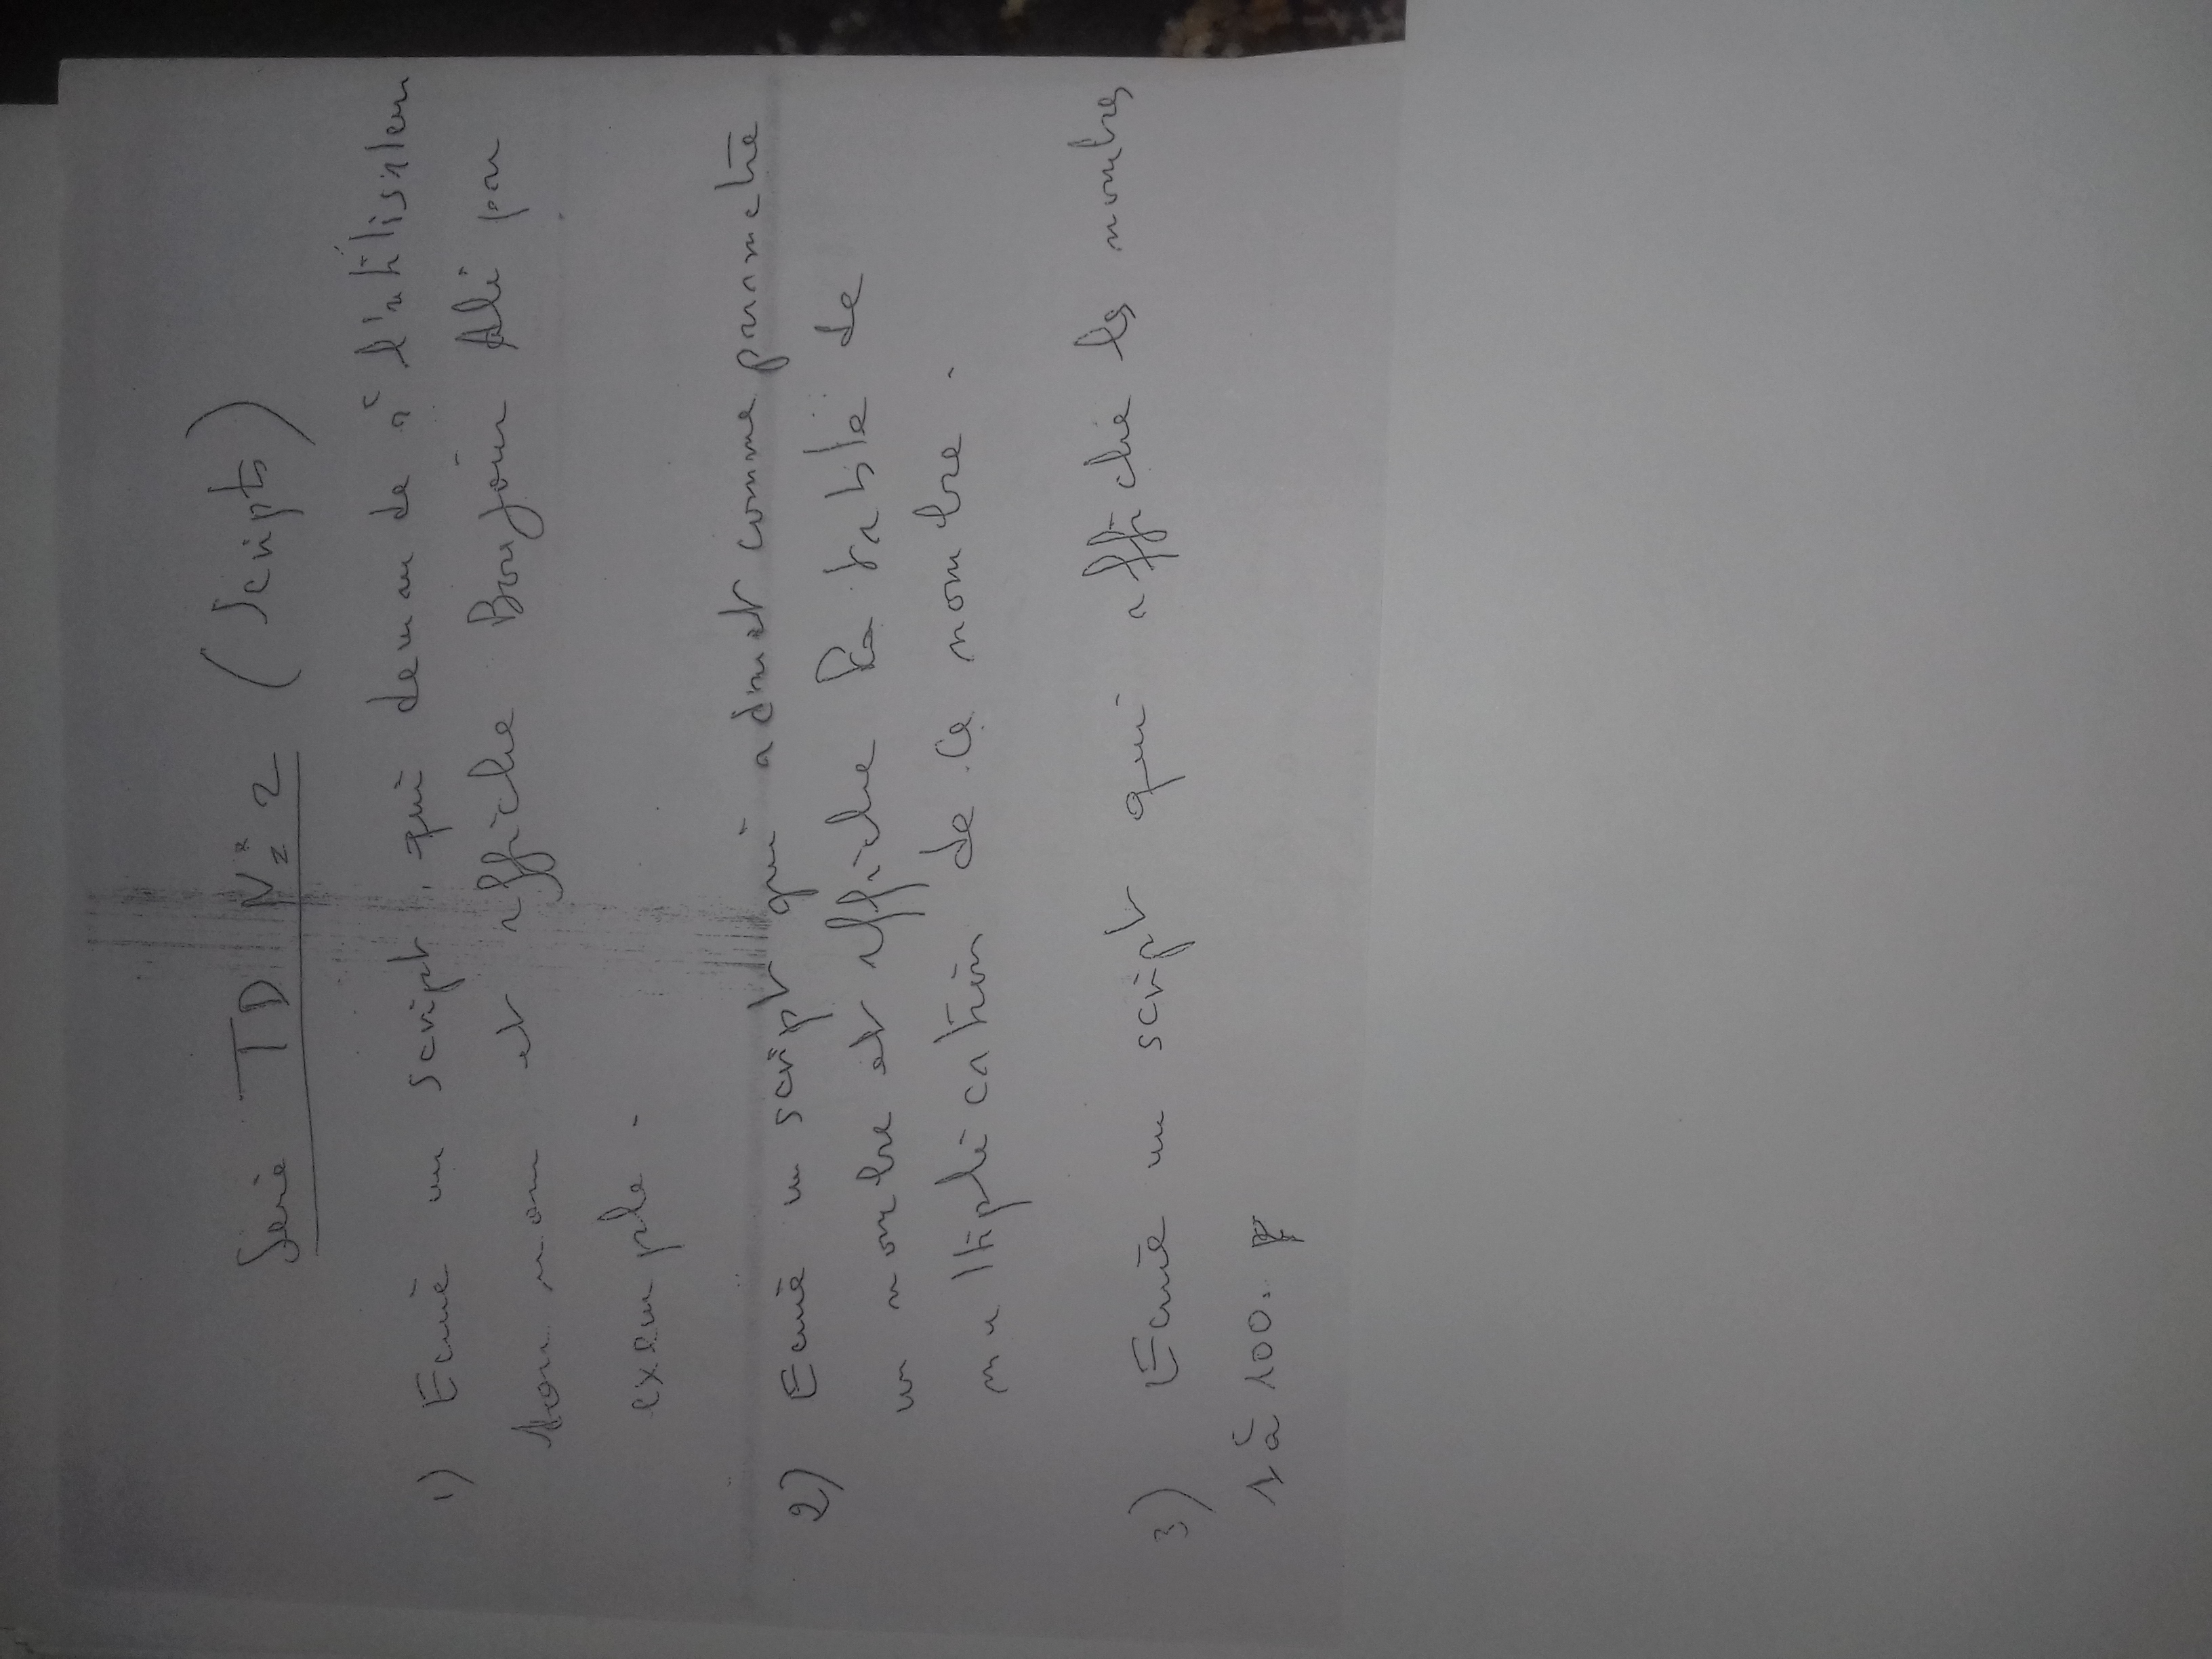 Serie TD N° 2 (Scripts)
1) Ecrire un script qui demande à l'utilisateur
son nom et affiche Bonjour Ali par
exemple.
2) Ecrire un script qui admet comme parametre
un nombre et affiche la table de
multiplication de ce nombre.
3) Ecrire un script qui affiche les nombres
1 à 100.